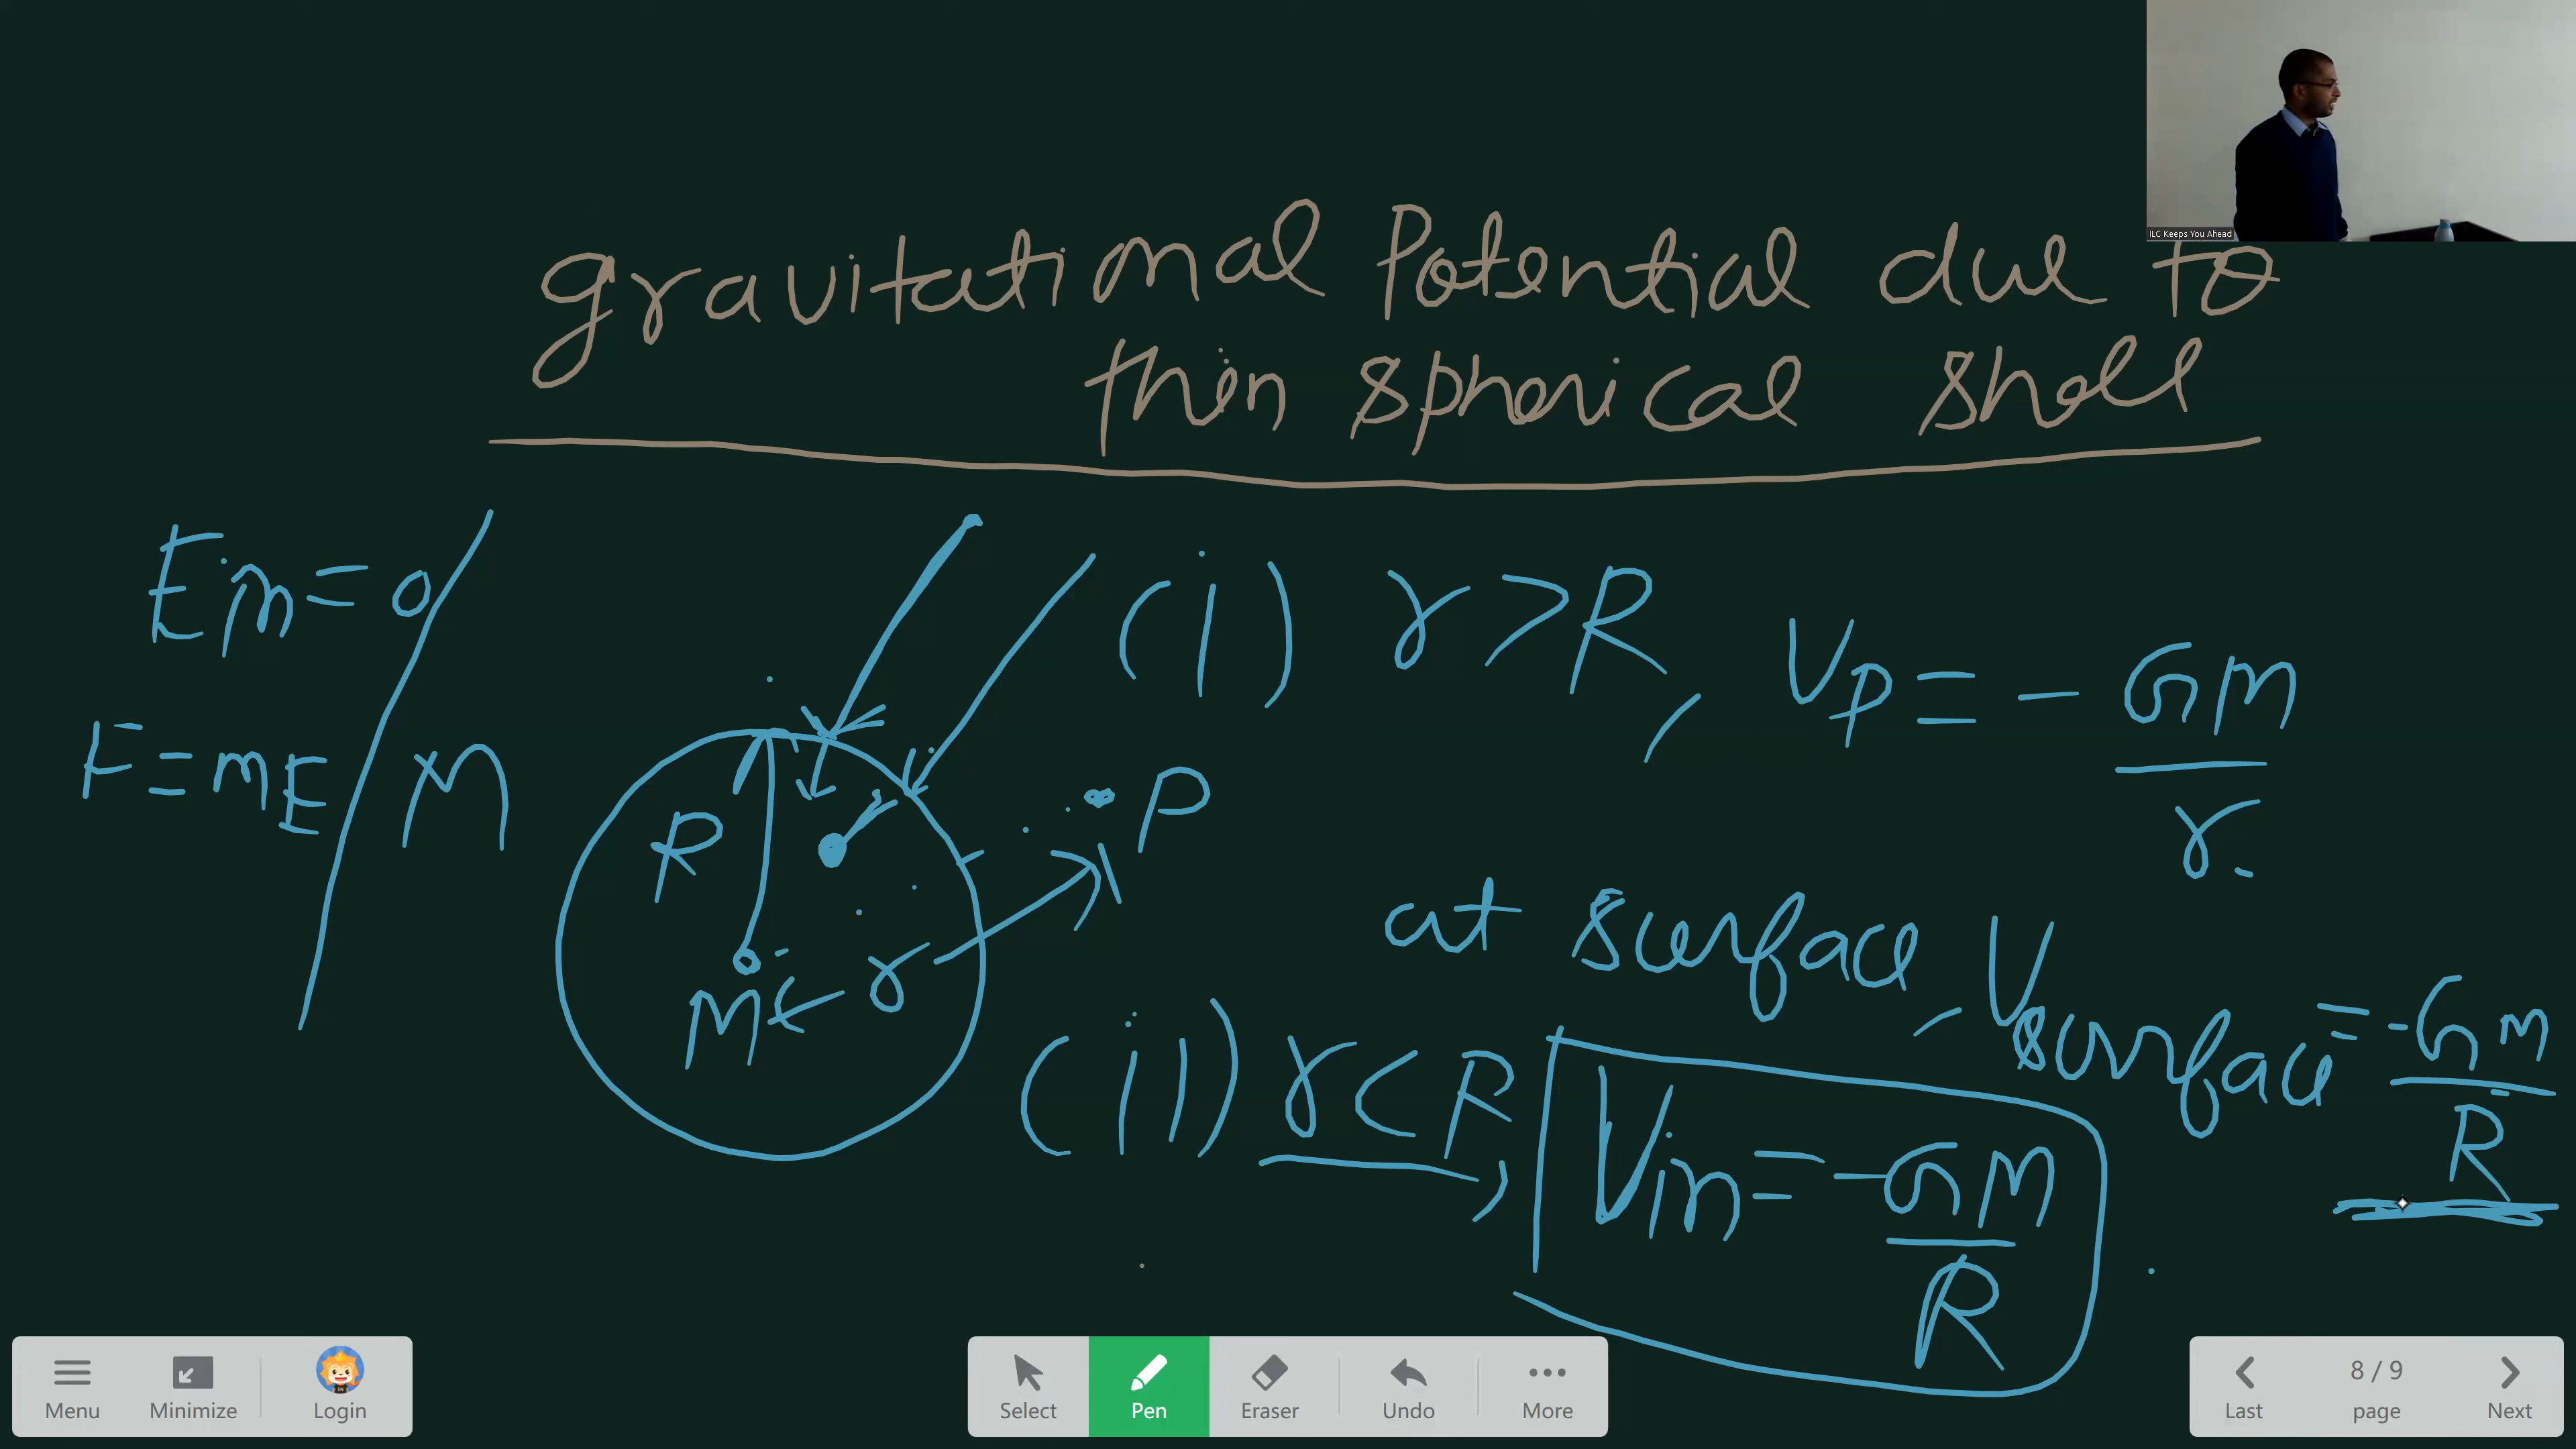 ILC Keeps You Ahead
gravitational Potential due to
thin spherical shell
Ein = 0
F = mE
M
R
M
r
P
(i) r > R, Vp = - GM/r.
at surface, Vsurface = - GM/R
(ii) r < R, Vin = - GM/R
Menu
Minimize
Login
Select
Pen
Eraser
Undo
More
Last
8 / 9
page
Next